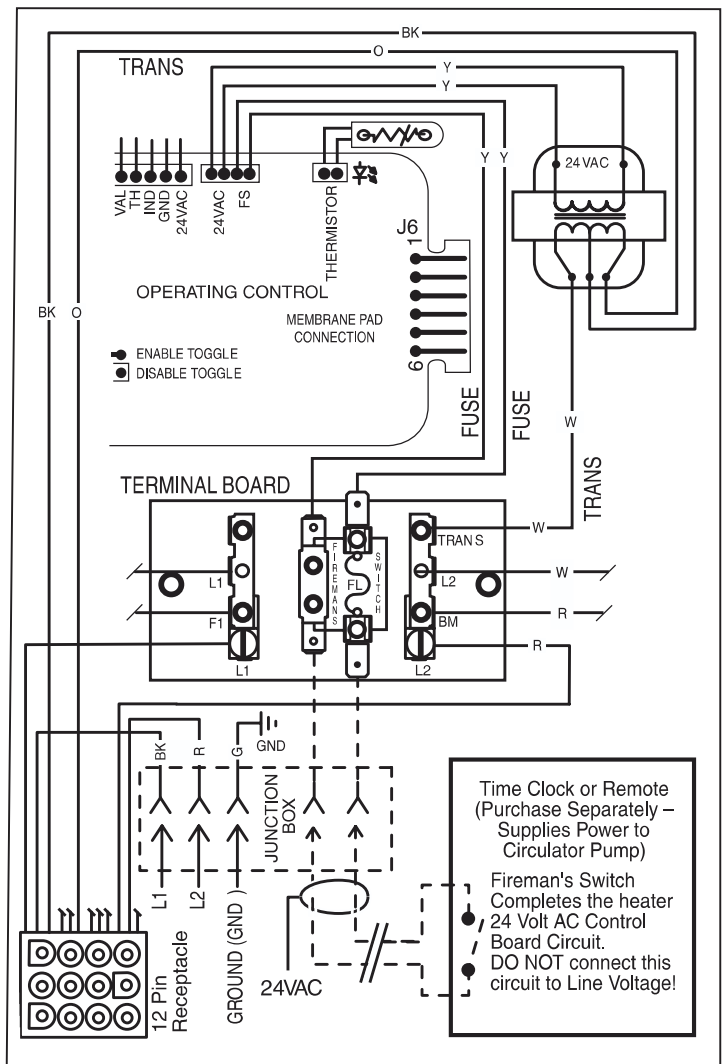 BK
O
TRANS
Y
Y
Y Y
24VAC
VAL
TH
IND
GND
24VAC
24VAC
FS
THERMISTOR
J6
1
6
OPERATING CONTROL
MEMBRANE PAD
CONNECTION
BK O
ENABLE TOGGLE
DISABLE TOGGLE
FUSE
FUSE
W
TRANS
TERMINAL BOARD
L1
F1
L1
FIREMANS
SWITCH
FL
TRANS
L2
BM
L2
W
W
R
R
BK
R
G
GND
JUNCTION
BOX
L1
L2
GROUND (GND )
24VAC
12 Pin
Receptacle
Time Clock or Remote
(Purchase Separately –
Supplies Power to
Circulator Pump)
Fireman's Switch
Completes the heater
24 Volt AC Control
Board Circuit.
DO NOT connect this
circuit to Line Voltage!